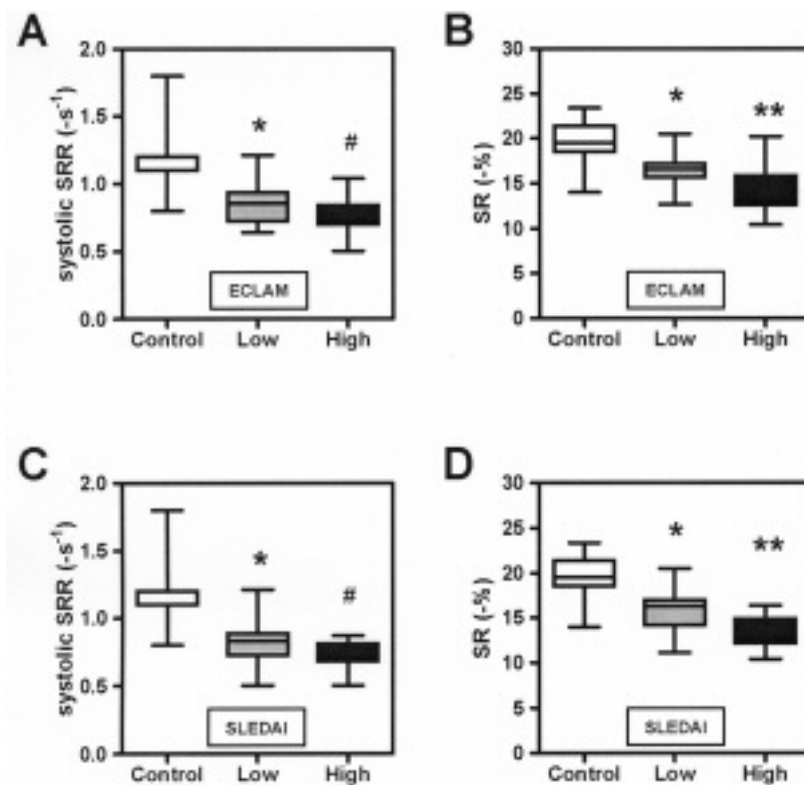 A
systolic SRR (-s⁻¹)
2.0
1.5
1.0
0.5
0.0
*
#
ECLAM
Control Low High
B
SR (-%)
30
25
20
15
10
5
0
*
**
ECLAM
Control Low High
C
systolic SRR (-s⁻¹)
2.0
1.5
1.0
0.5
0.0
*
#
SLEDAI
Control Low High
D
SR (-%)
30
25
20
15
10
5
0
*
**
SLEDAI
Control Low High